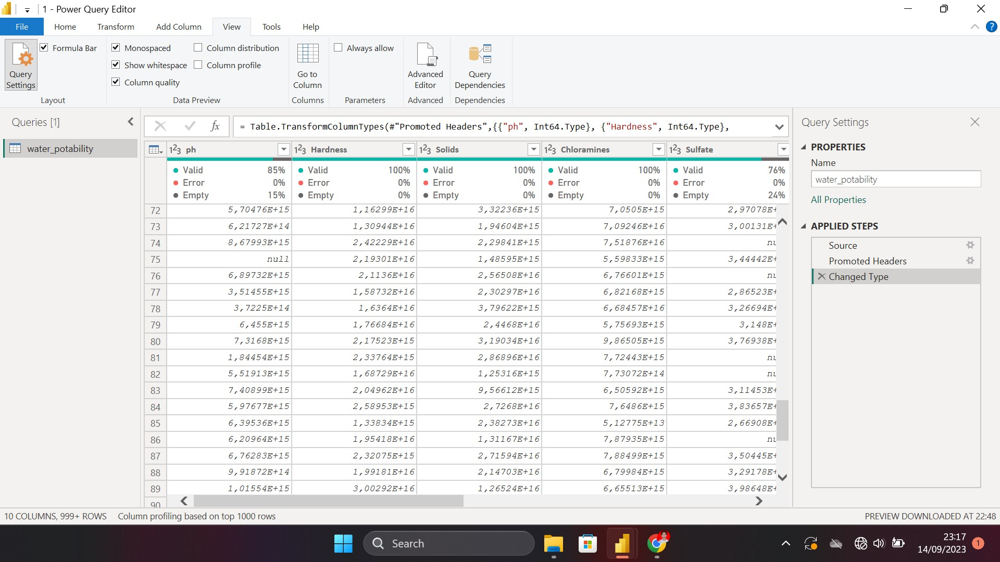 1 - Power Query Editor
File Home Transform Add Column View Tools Help
?
Query Settings
Formula Bar
Layout
Monospaced
Show whitespace
Column quality
Column distribution
Column profile
Data Preview
Go to Column
Columns
Always allow
Parameters
Advanced Editor
Advanced
Query Dependencies
Dependencies
Queries [1]
water_potability
fx
= Table.TransformColumnTypes(#"Promoted Headers",{{"ph", Int64.Type}, {"Hardness", Int64.Type},
123 ph 123 Hardness 123 Solids 123 Chloramines 123 Sulfate
Valid 85% Valid 100% Valid 100% Valid 100% Valid 76%
Error 0% Error 0% Error 0% Error 0% Error 0%
Empty 15% Empty 0% Empty 0% Empty 0% Empty 24%
72 5,70476E+15 1,16299E+16 3,32236E+15 7,0505E+15 2,97078E+
73 6,21727E+14 1,30944E+16 1,94604E+15 7,09246E+16 3,00131E+
74 8,67993E+15 2,42229E+16 2,29841E+15 7,51876E+16 nu
75 null 2,19301E+16 1,48595E+15 5,59833E+15 3,44442E+
76 6,89732E+15 2,1136E+16 2,56508E+16 6,76601E+15 nu
77 3,51455E+15 1,58732E+16 2,30297E+16 6,82168E+15 2,86523E+
78 3,7225E+14 1,6364E+16 3,79622E+15 6,68457E+16 3,26694E+
79 6,455E+15 1,76684E+16 2,4468E+16 5,75693E+15 3,148E+
80 7,3168E+15 2,17523E+15 3,19034E+16 9,86505E+15 3,76938E+
81 1,84454E+15 2,33764E+15 2,86896E+16 7,72443E+15 nu
82 5,51913E+15 1,68729E+16 1,25316E+15 7,73072E+14 nu
83 7,40899E+15 2,04962E+16 9,56612E+15 6,50592E+15 3,11453E+
84 5,97677E+15 2,58953E+15 2,7268E+16 7,6486E+15 3,83657E+
85 6,39536E+15 1,33834E+15 2,38273E+16 5,12775E+13 2,66908E+
86 6,20964E+15 1,95418E+16 1,31167E+16 7,87935E+15 nu
87 6,76283E+15 2,32075E+15 2,71594E+16 7,88499E+15 3,50445E+
88 9,91872E+14 1,99181E+16 2,14703E+16 6,79984E+15 3,29178E+
89 1,01554E+15 3,00292E+16 1,26524E+16 6,65513E+15 3,98648E+
90
Query Settings
PROPERTIES
Name
water_potability
All Properties
APPLIED STEPS
Source
Promoted Headers
Changed Type
10 COLUMNS, 999+ ROWS Column profiling based on top 1000 rows
PREVIEW DOWNLOADED AT 22:48
Search
23:17
14/09/2023
1